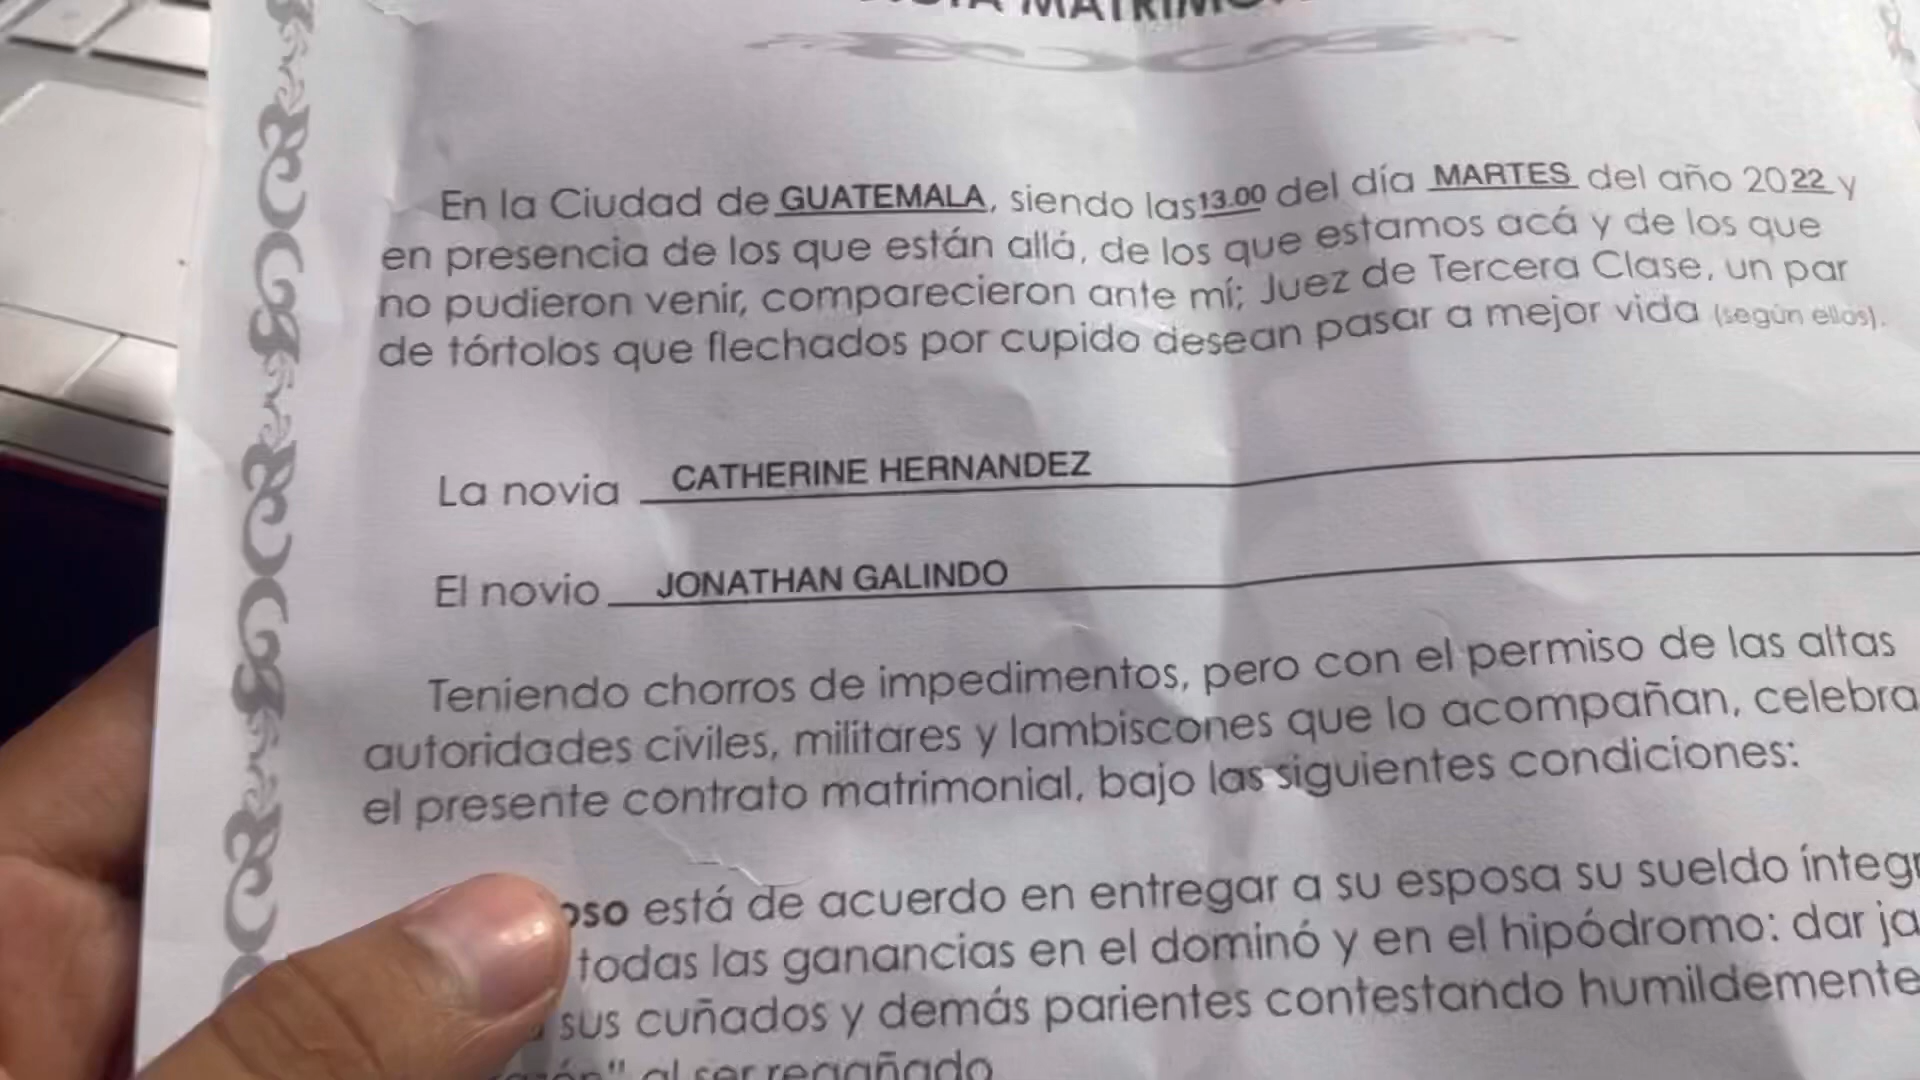 En la Ciudad de GUATEMALA, siendo las 13.00 del día MARTES del año 2022 y
en presencia de los que están allá, de los que estamos acá y de los que
no pudieron venir, comparecieron ante mí; Juez de Tercera Clase, un par
de tórtolos que flechados por cupido desean pasar a mejor vida (según ellos).
La novia CATHERINE HERNANDEZ
El novio JONATHAN GALINDO
Teniendo chorros de impedimentos, pero con el permiso de las altas
autoridades civiles, militares y lambiscones que lo acompañan, celebra
el presente contrato matrimonial, bajo las siguientes condiciones:
oso está de acuerdo en entregar a su esposa su sueldo ínteg
todas las ganancias en el dominó y en el hipódromo: dar ja
sus cuñados y demás parientes contestando humildemente
al ser regañado